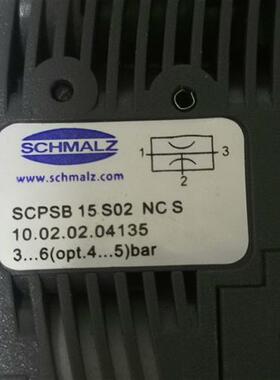 SCHMALZ
1 3
2
www.schmalz.com
SCPSB 15 S02 NC S
10.02.02.04135
3...6(opt.4...5)bar